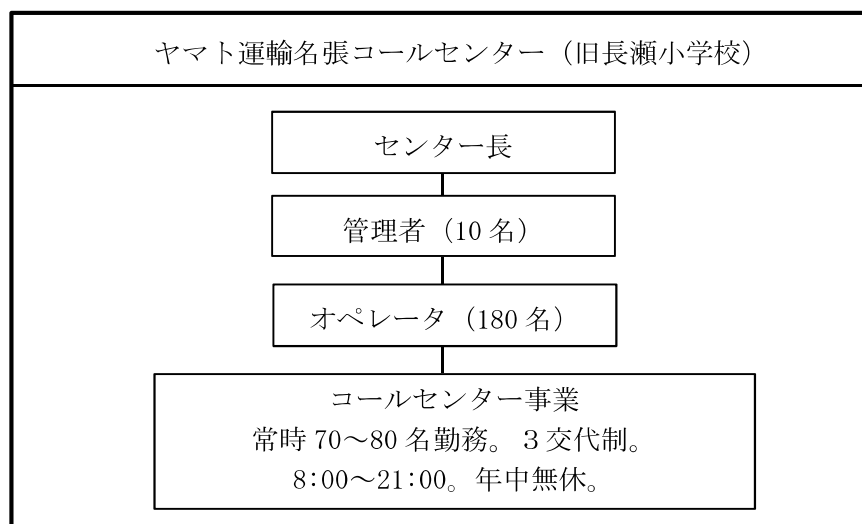 ヤマト運輸名張コールセンター（旧長瀬小学校）
センター長
管理者（10名）
オペレータ（180名）
コールセンター事業
常時70～80名勤務。３交代制。
8:00～21:00。年中無休。